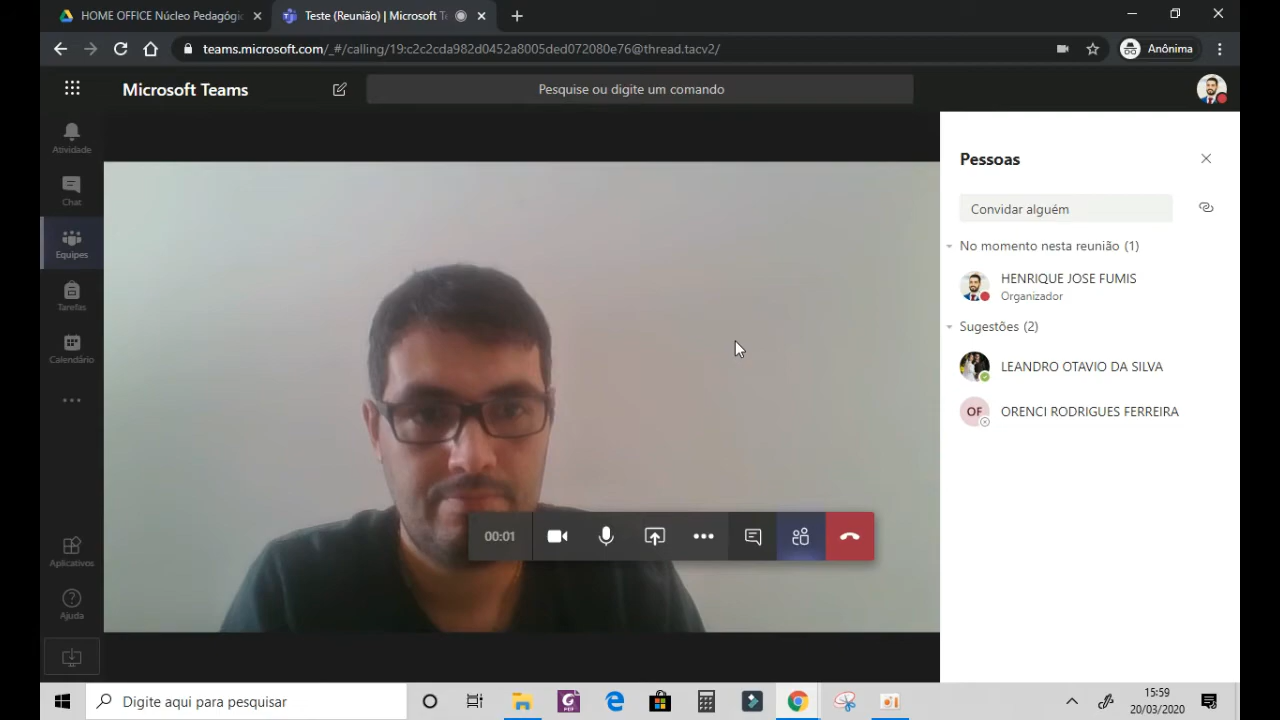 HOME OFFICE Núcleo Pedagógic
Teste (Reunião) | Microsoft Te
teams.microsoft.com/_#/calling/19:c2c2cda982d0452a8005ded072080e76@thread.tacv2/
Anônima
Microsoft Teams
Pesquise ou digite um comando
Atividade
Chat
Equipes
Tarefas
Calendário
Aplicativos
Ajuda
00:01
Pessoas
Convidar alguém
No momento nesta reunião (1)
HENRIQUE JOSE FUMIS
Organizador
Sugestões (2)
LEANDRO OTAVIO DA SILVA
OF
ORENCI RODRIGUES FERREIRA
Digite aqui para pesquisar
15:59
20/03/2020